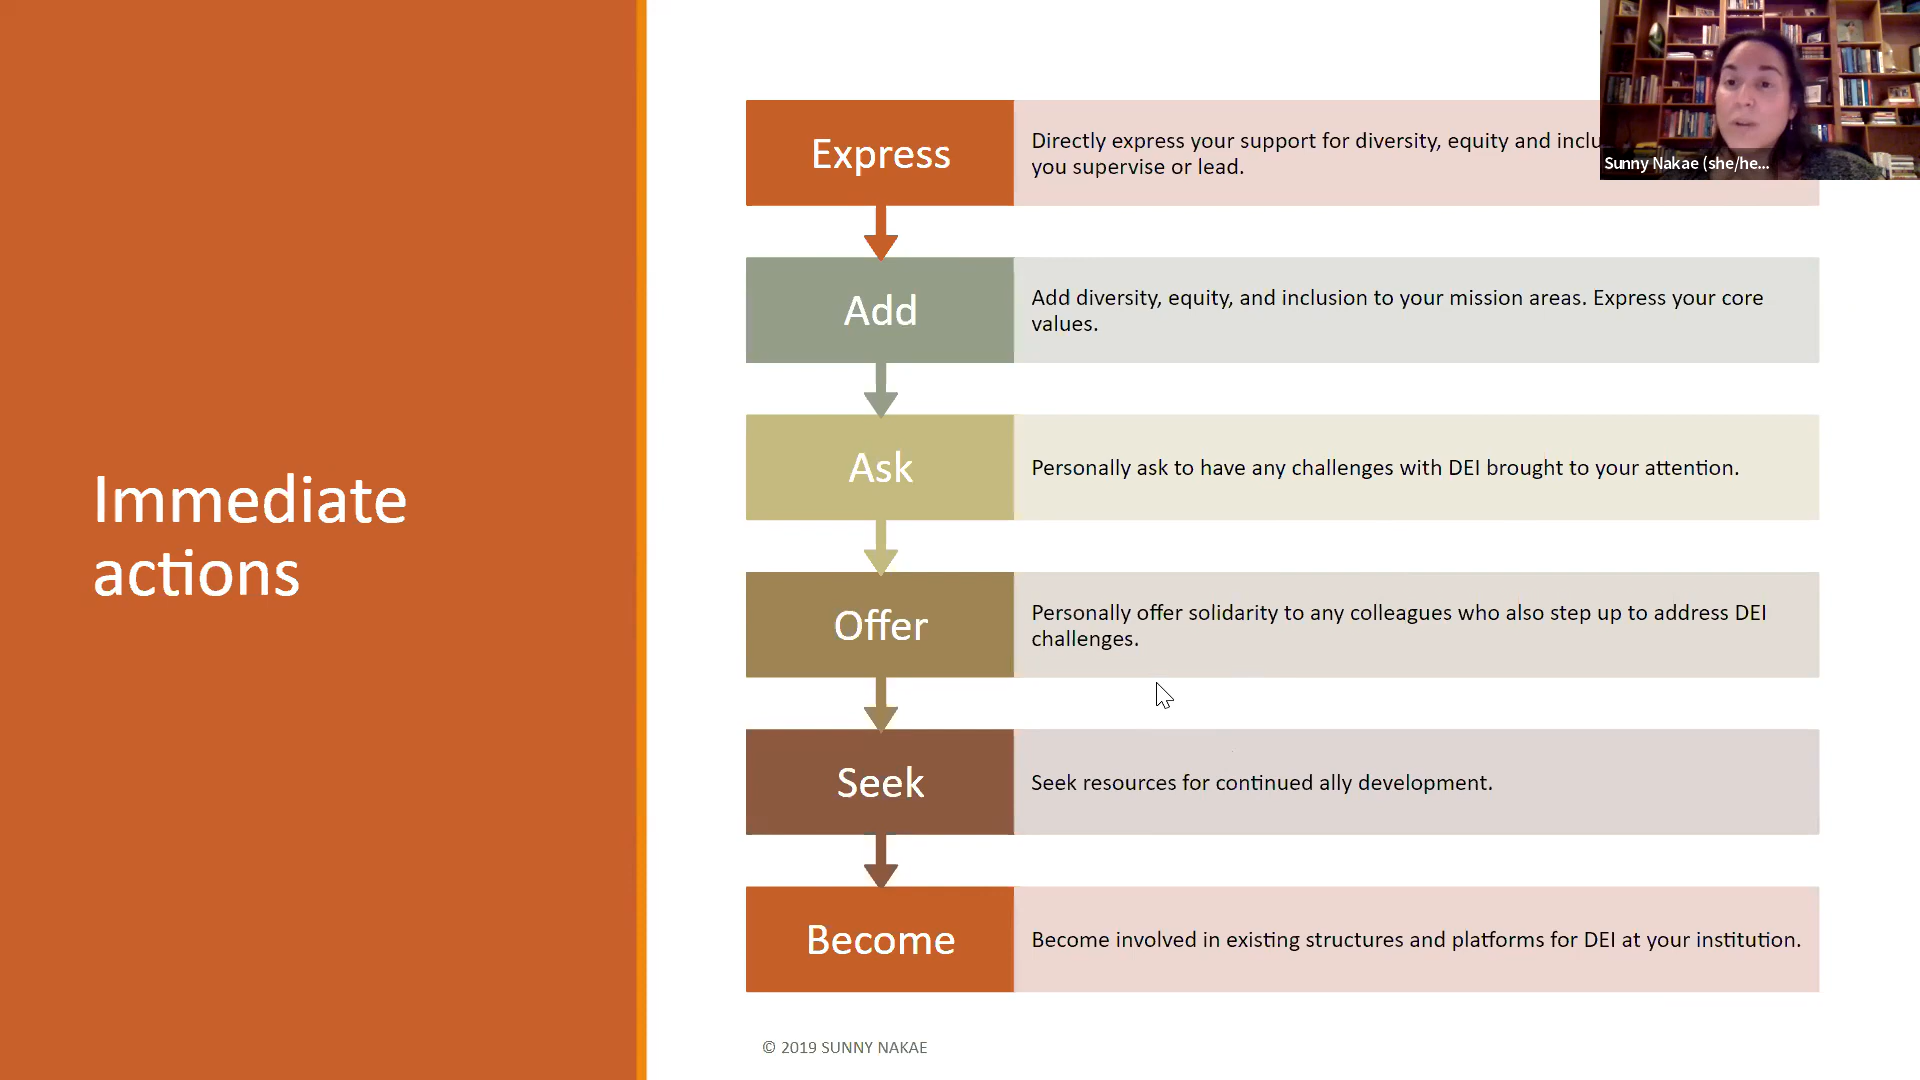 Immediate
actions
Express
Directly express your support for diversity, equity and inclu
you supervise or lead.
Add
Add diversity, equity, and inclusion to your mission areas. Express your core
values.
Ask
Personally ask to have any challenges with DEI brought to your attention.
Offer
Personally offer solidarity to any colleagues who also step up to address DEI
challenges.
Seek
Seek resources for continued ally development.
Become
Become involved in existing structures and platforms for DEI at your institution.
© 2019 SUNNY NAKAE
Sunny Nakae (she/he...